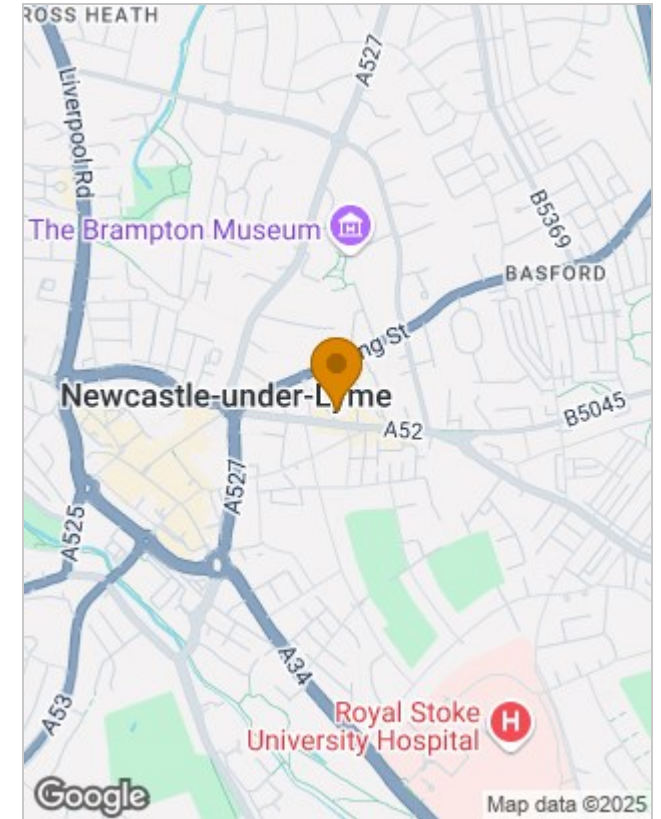 ROSS HEATH
A527
Liverpool Rd
B5369
The Brampton Museum
BASFORD
ng St
Newcastle-under-Lyme
A52
B5045
A527
A525
A34
A53
Royal Stoke
University Hospital
H
Google
Map data ©2025